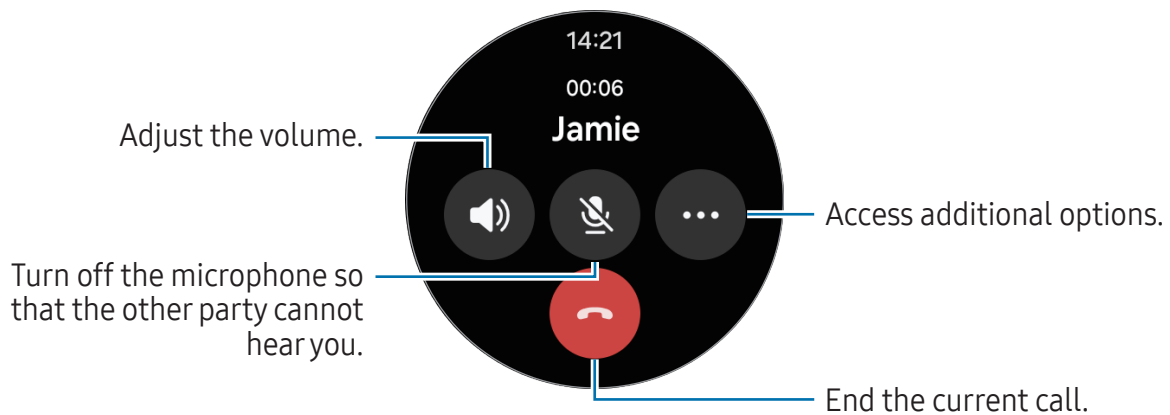 14:21
00:06
Jamie
Adjust the volume.
Access additional options.
Turn off the microphone so
that the other party cannot
hear you.
End the current call.